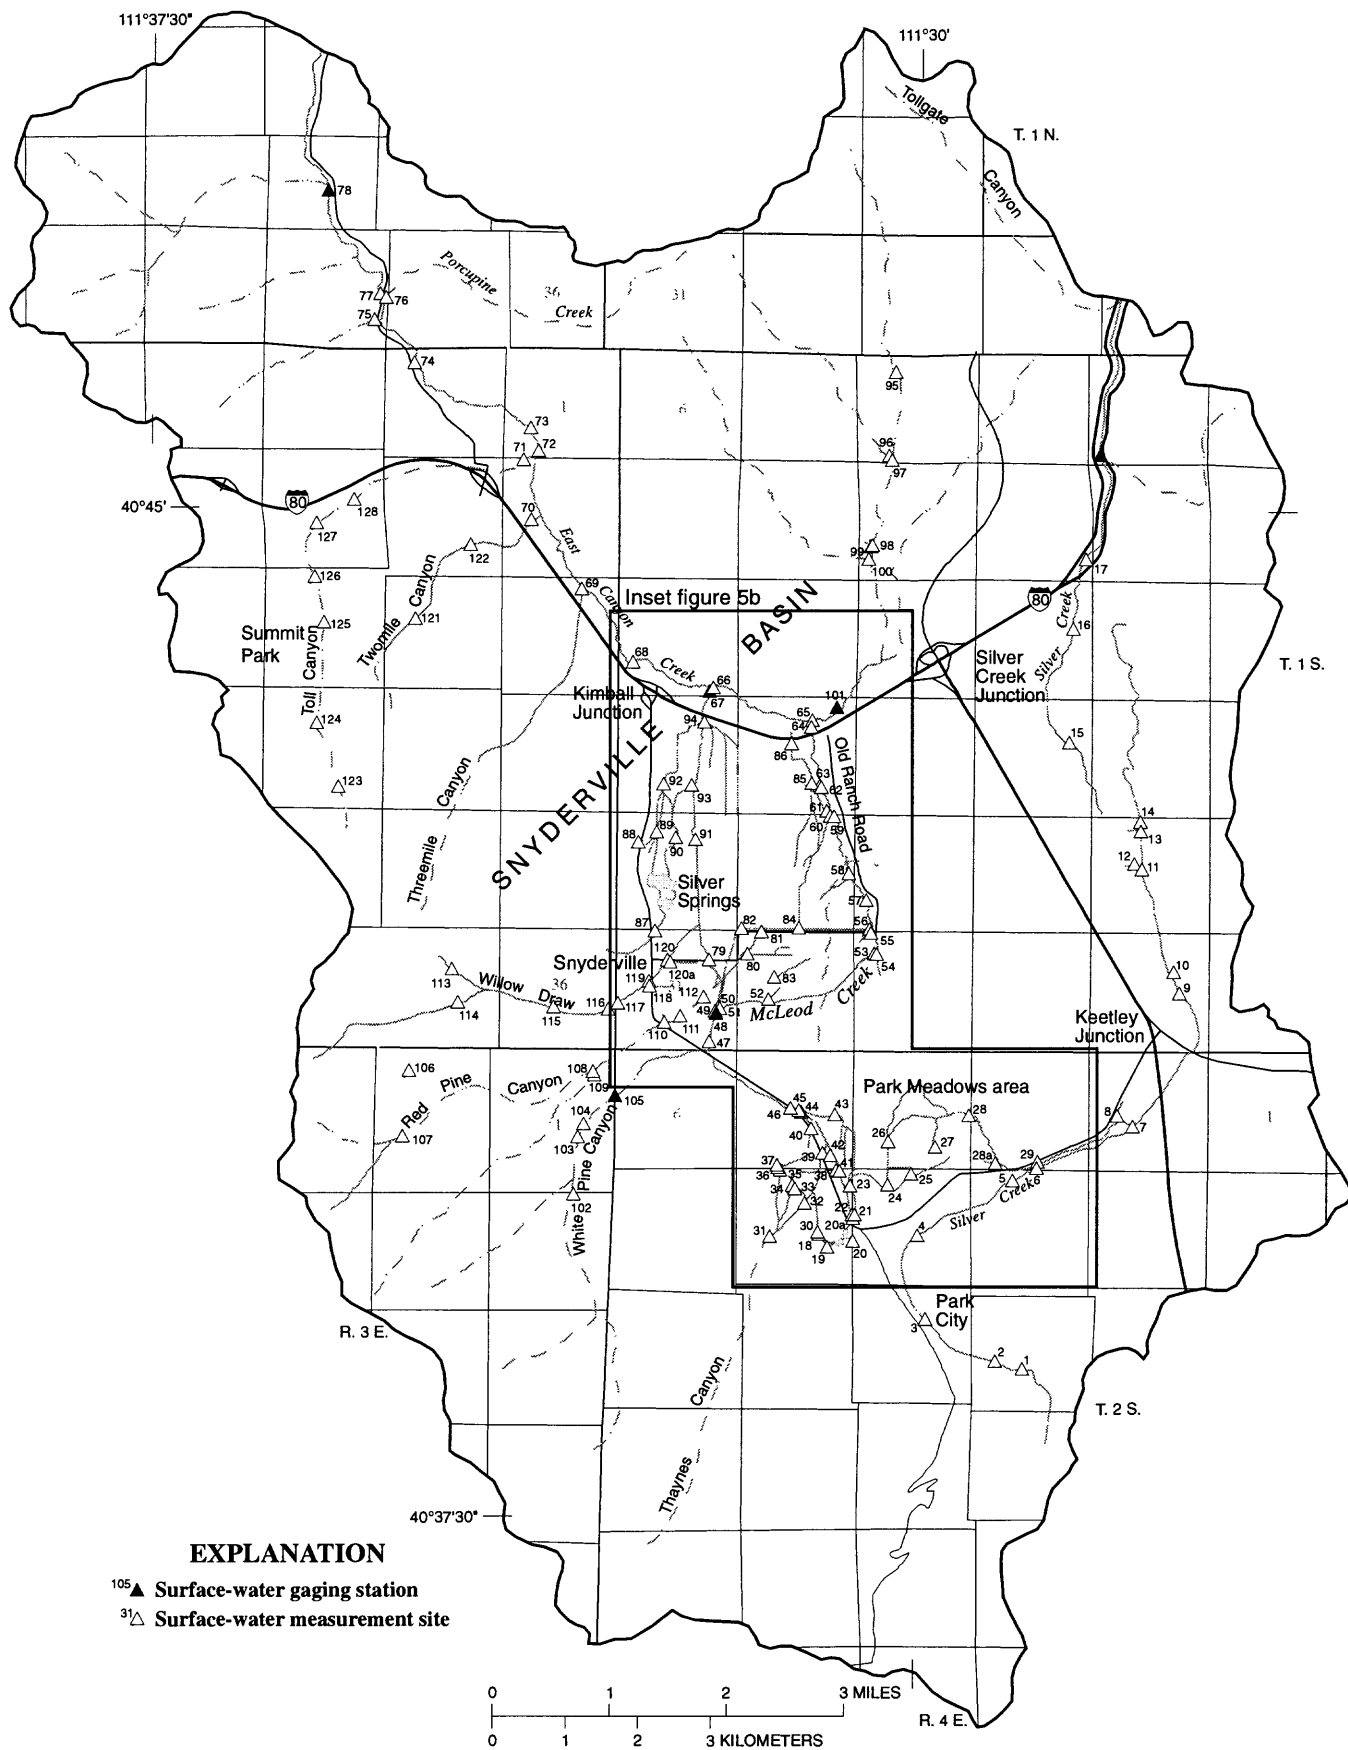 111°37'30"
111°30'
Tollgate
Canyon
T. 1 N.
78
Porcupine
Creek
36
31
77
76
75
74
95
73
1
6
72
71
96
97
80
40°45'
128
127
70
East
98
99
100
122
126
Canyon
69
Canyon
17
80
Inset figure 5b
BASIN
Creek
16
Summit
Park
125
Twomile
121
Toll Canyon
68
Creek
66
67
Silver
Creek
Junction
Silver
T. 1 S.
Kimball
Junction
101
124
94
65
64
15
86
Old Ranch Road
SNYDERVILLE
123
Canyon
92
93
85
63
62
61
60
59
14
13
88
89
90
91
12
11
Threemile
58
Silver
Springs
57
87
82
84
56
81
55
120
Snyderville
79
80
53
54
120a
10
113
Willow
Draw
36
119
118
112
83
Creek
9
114
115
116
117
50
52
49
51
McLeod
48
111
110
47
Keetley
Junction
106
Pine
Canyon
108
109
Park Meadows area
105
6
45
44
43
28
8
7
1
Red
107
104
103
46
40
26
27
42
39
41
28a
29
37
36
35
38
25
5
6
Creek
34
33
23
24
102
32
22
21
Silver
White Pine Canyon
31
30
20a
4
18
19
20
Park
City
3
R. 3 E.
2
1
Canyon
T. 2 S.
Thaynes
40°37'30"
EXPLANATION
105 Surface-water gaging station
31 Surface-water measurement site
0 1 2 3 MILES
R. 4 E.
0 1 2 3 KILOMETERS